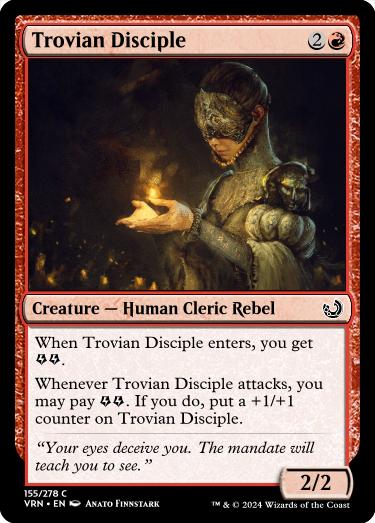 Trovian Disciple 2
Creature — Human Cleric Rebel
When Trovian Disciple enters, you get
.
Whenever Trovian Disciple attacks, you
may pay . If you do, put a +1/+1
counter on Trovian Disciple.
“Your eyes deceive you. The mandate will
teach you to see.”
2/2
155/278 C
VRN • EN Anato Finnstark
™ & © 2024 Wizards of the Coast